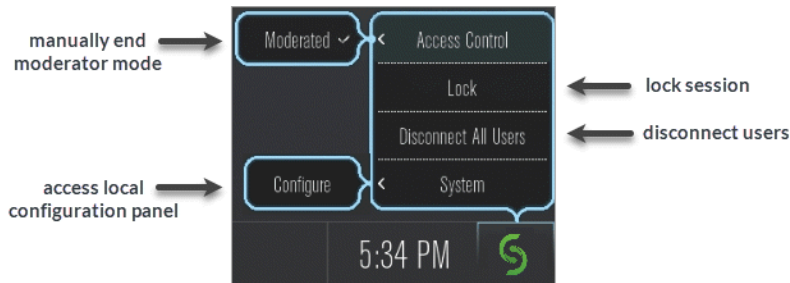 manually end
moderator mode
Moderated
Access Control
Lock
lock session
Disconnect All Users
disconnect users
access local
configuration panel
Configure
System
5:34 PM